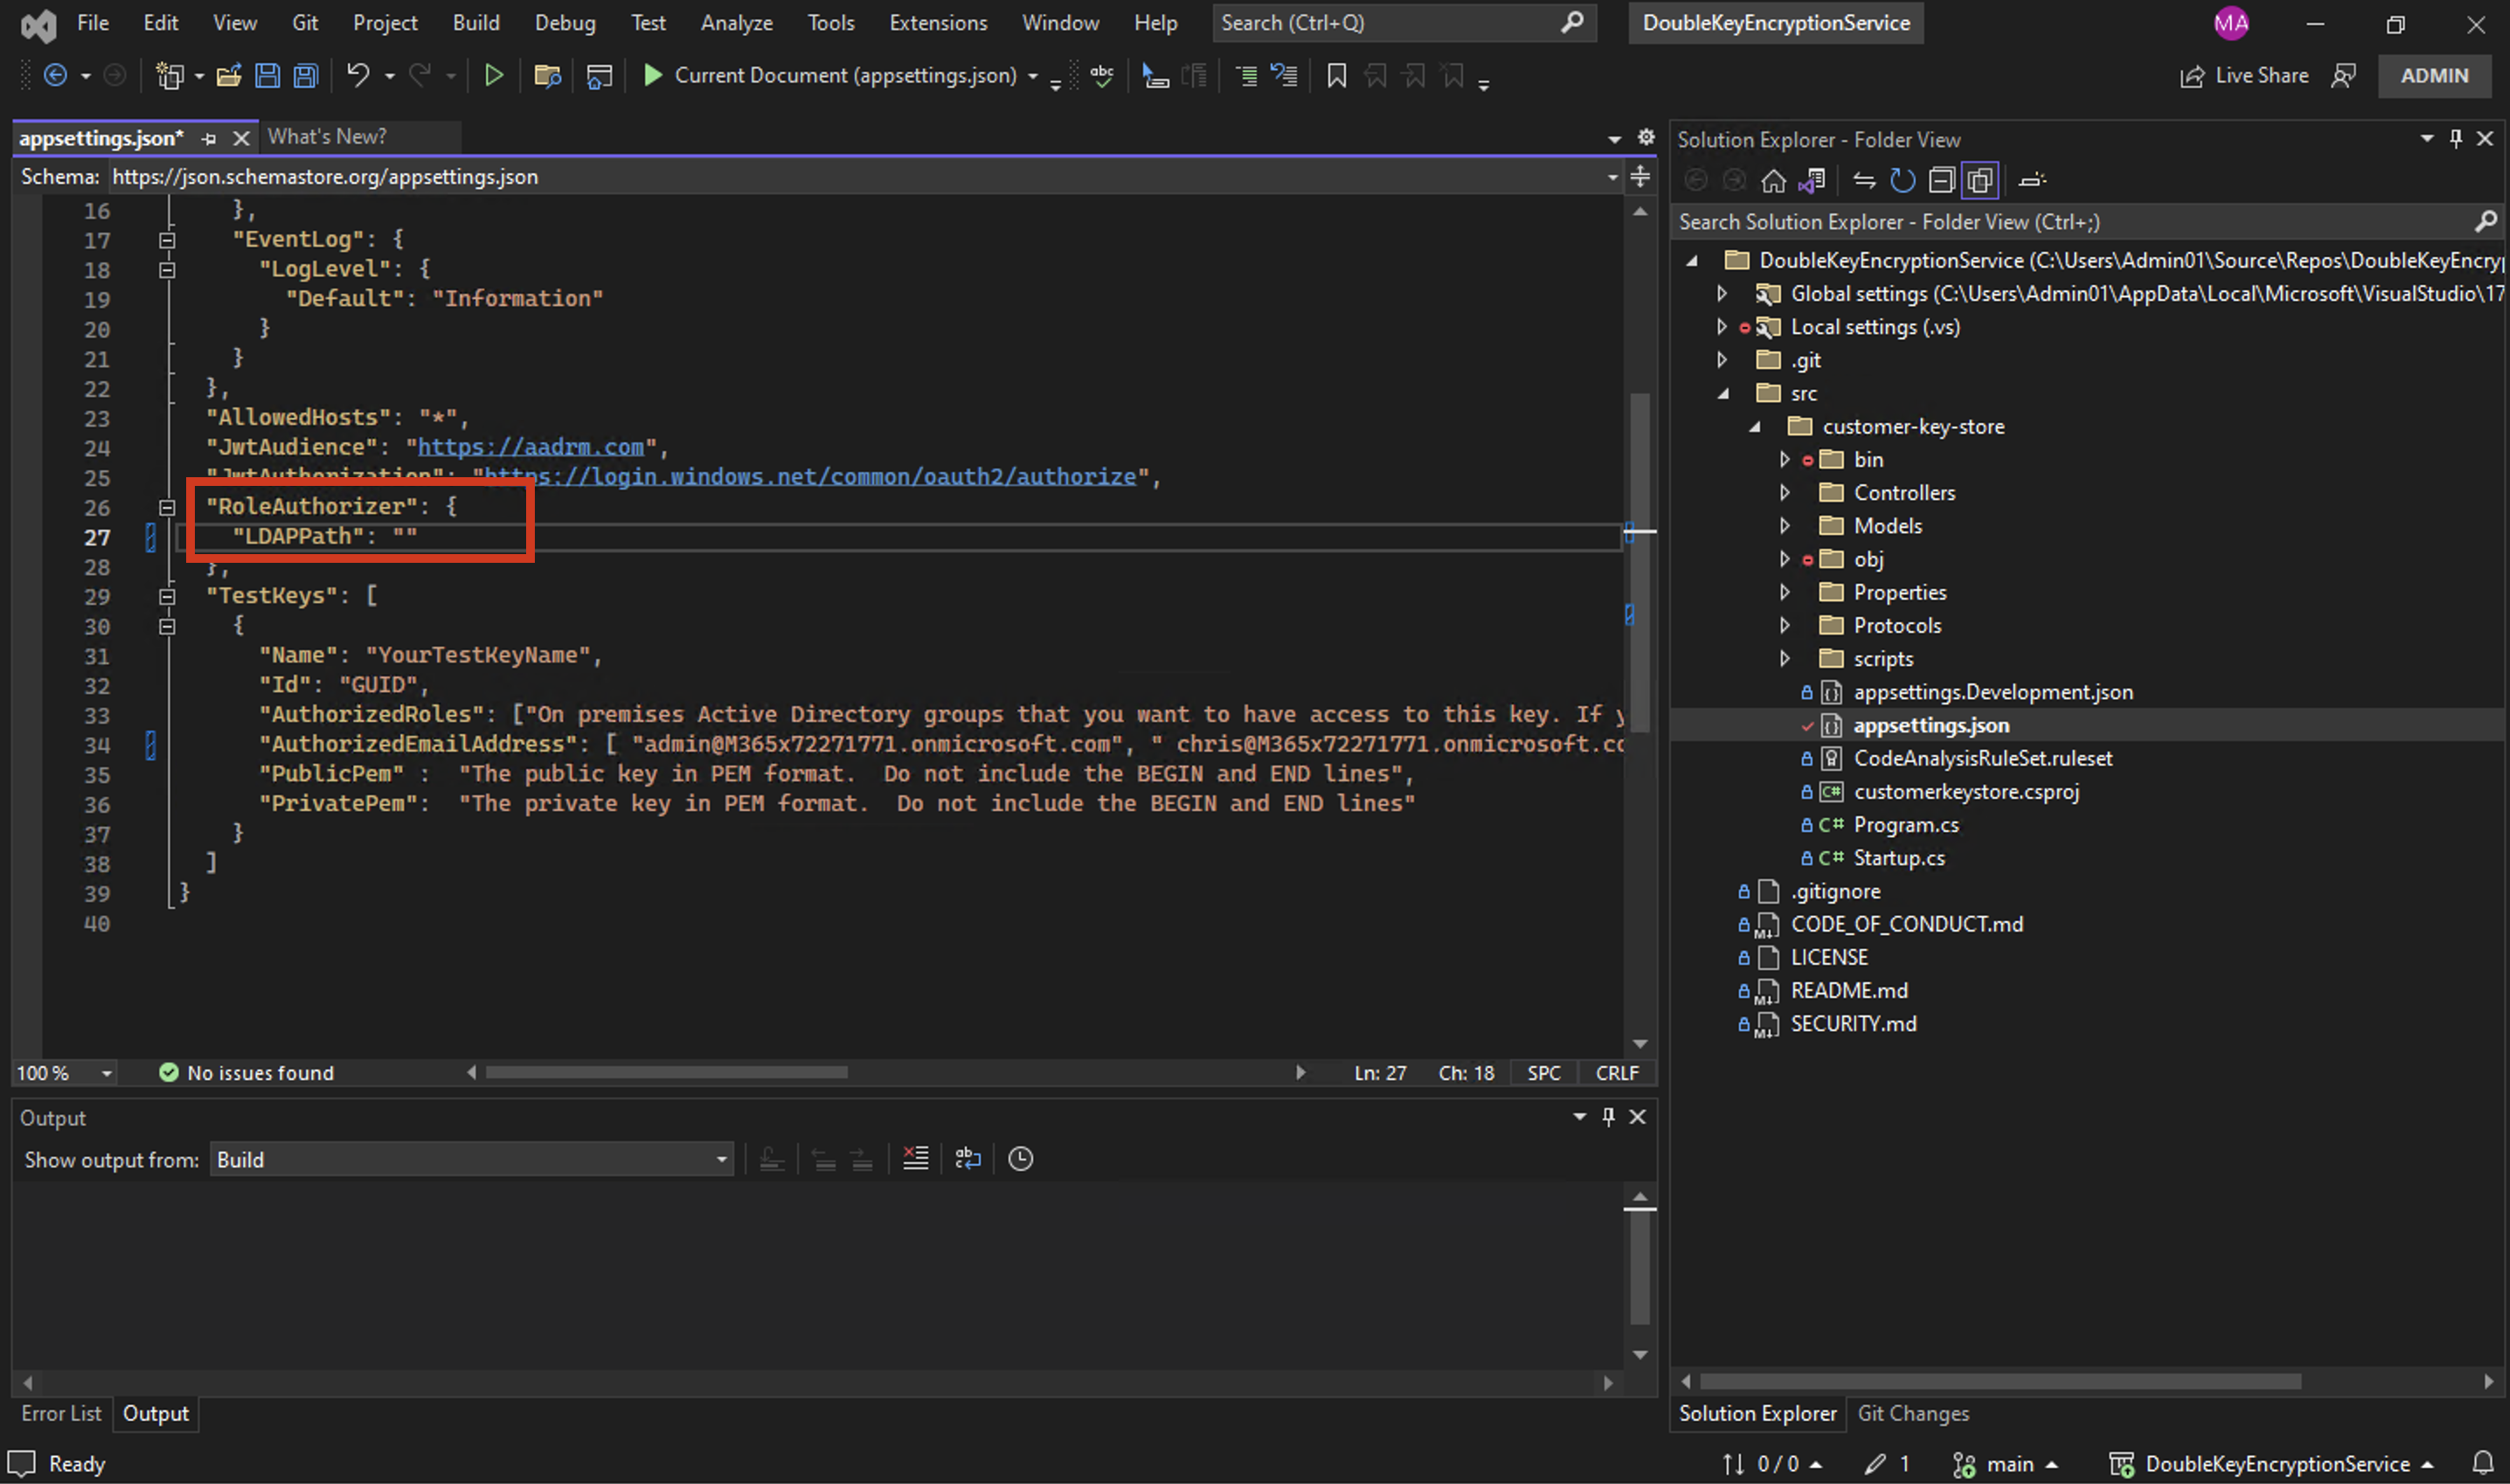 File Edit View Git Project Build Debug Test Analyze Tools Extensions Window Help Search (Ctrl+Q) DoubleKeyEncryptionService MA
Current Document (appsettings.json) Live Share ADMIN
appsettings.json* What's New?
Schema: https://json.schemastore.org/appsettings.json
16 },
17 "EventLog": {
18 "LogLevel": {
19 "Default": "Information"
20 }
21 }
22 },
23 "AllowedHosts": "*",
24 "JwtAudience": "https://aadrm.com",
25 "JwtAuthorization": "https://login.windows.net/common/oauth2/authorize",
26 "RoleAuthorizer": {
27 "LDAPPath": ""
28 },
29 "TestKeys": [
30 {
31 "Name": "YourTestKeyName",
32 "Id": "GUID",
33 "AuthorizedRoles": ["On premises Active Directory groups that you want to have access to this key. If y
34 "AuthorizedEmailAddress": [ "admin@M365x72271771.onmicrosoft.com", " chris@M365x72271771.onmicrosoft.co
35 "PublicPem" : "The public key in PEM format. Do not include the BEGIN and END lines",
36 "PrivatePem": "The private key in PEM format. Do not include the BEGIN and END lines"
37 }
38 ]
39 }
40
100 % No issues found Ln: 27 Ch: 18 SPC CRLF
Output
Show output from: Build
Error List Output
Solution Explorer - Folder View
Search Solution Explorer - Folder View (Ctrl+;)
DoubleKeyEncryptionService (C:\Users\Admin01\Source\Repos\DoubleKeyEncry
Global settings (C:\Users\Admin01\AppData\Local\Microsoft\VisualStudio\17
Local settings (.vs)
.git
src
customer-key-store
bin
Controllers
Models
obj
Properties
Protocols
scripts
appsettings.Development.json
appsettings.json
CodeAnalysisRuleSet.ruleset
customerkeystore.csproj
C# Program.cs
C# Startup.cs
.gitignore
CODE_OF_CONDUCT.md
LICENSE
README.md
SECURITY.md
Solution Explorer Git Changes
Ready 0 / 0 1 main DoubleKeyEncryptionService